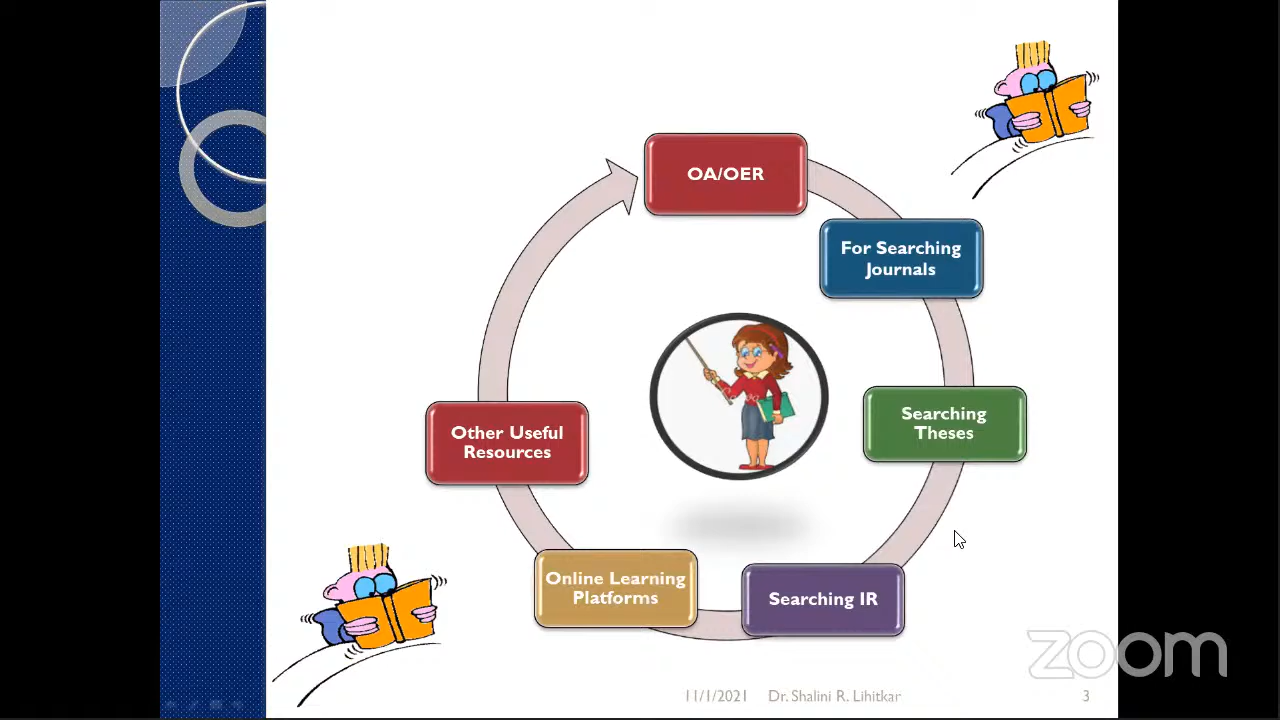 OA/OER
For Searching
Journals
Searching
Theses
Searching IR
Online Learning
Platforms
Other Useful
Resources
11/1/2021 Dr. Shalini R. Lihitkar 3
zoom